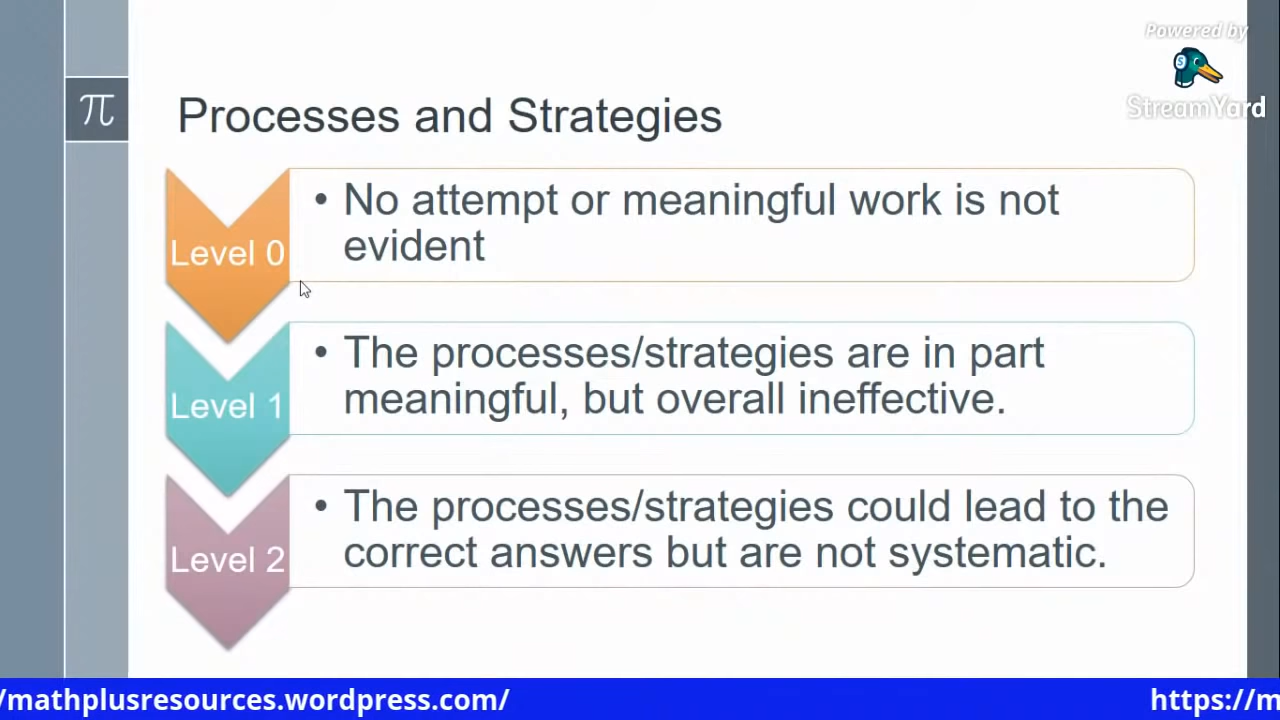 Powered by
StreamYard
π
Processes and Strategies
Level 0
• No attempt or meaningful work is not
evident
Level 1
• The processes/strategies are in part
meaningful, but overall ineffective.
Level 2
• The processes/strategies could lead to the
correct answers but are not systematic.
/mathplusresources.wordpress.com/ https://m